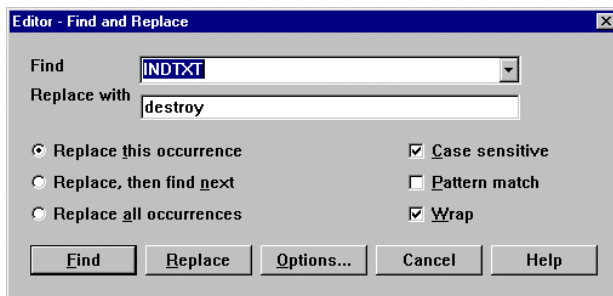 Editor - Find and Replace
Find INDTXT
Replace with destroy
Replace this occurrence Case sensitive
Replace, then find next Pattern match
Replace all occurrences Wrap
Find Replace Options... Cancel Help